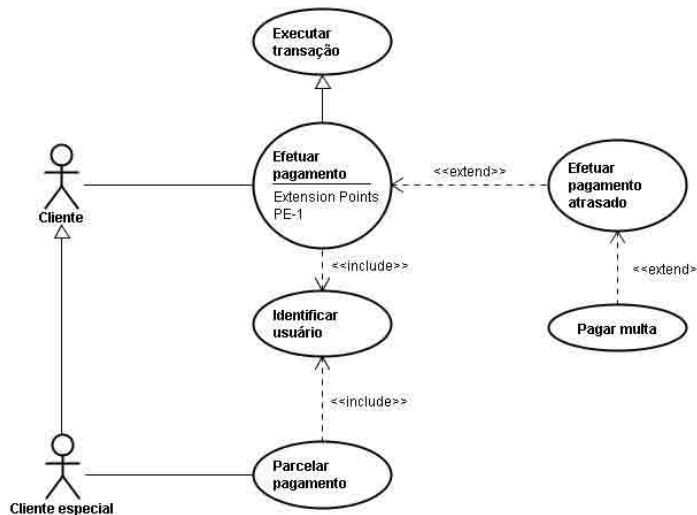 Executar
transação
Efetuar
pagamento
Extension Points
PE-1
<<extend>>
Efetuar
pagamento
atrasado
Cliente
<<include>>
<<extend>>
Identificar
usuário
Pagar multa
<<include>>
Parcelar
pagamento
Cliente especial